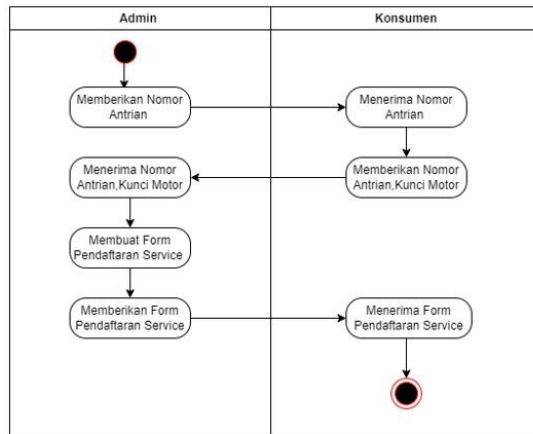 Admin
Konsumen
Memberikan Nomor
Antrian
Menerima Nomor
Antrian
Menerima Nomor
Antrian,Kunci Motor
Memberikan Nomor
Antrian,Kunci Motor
Membuat Form
Pendaftaran Service
Memberikan Form
Pendaftaran Service
Menerima Form
Pendaftaran Service